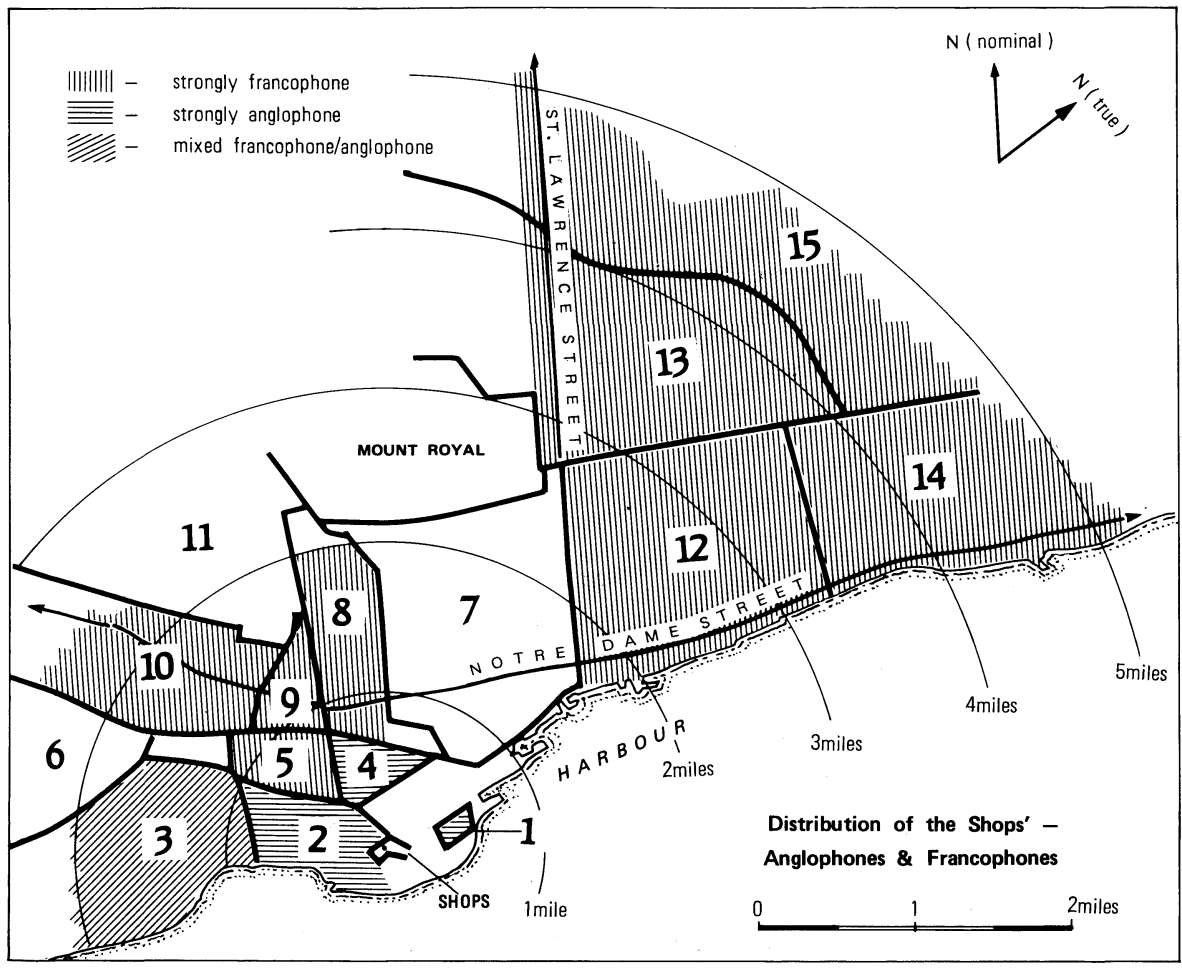 N ( nominal )
N ( true )
– strongly francophone
– strongly anglophone
– mixed francophone/anglophone
ST. LAWRENCE STREET
15
13
MOUNT ROYAL
14
11
12
8
7
NOTRE DAME STREET
10
9
5miles
4miles
6
5
4
HARBOUR
3miles
2miles
3
2
1
SHOPS
1mile
Distribution of the Shops' –
Anglophones & Francophones
0 1 2miles